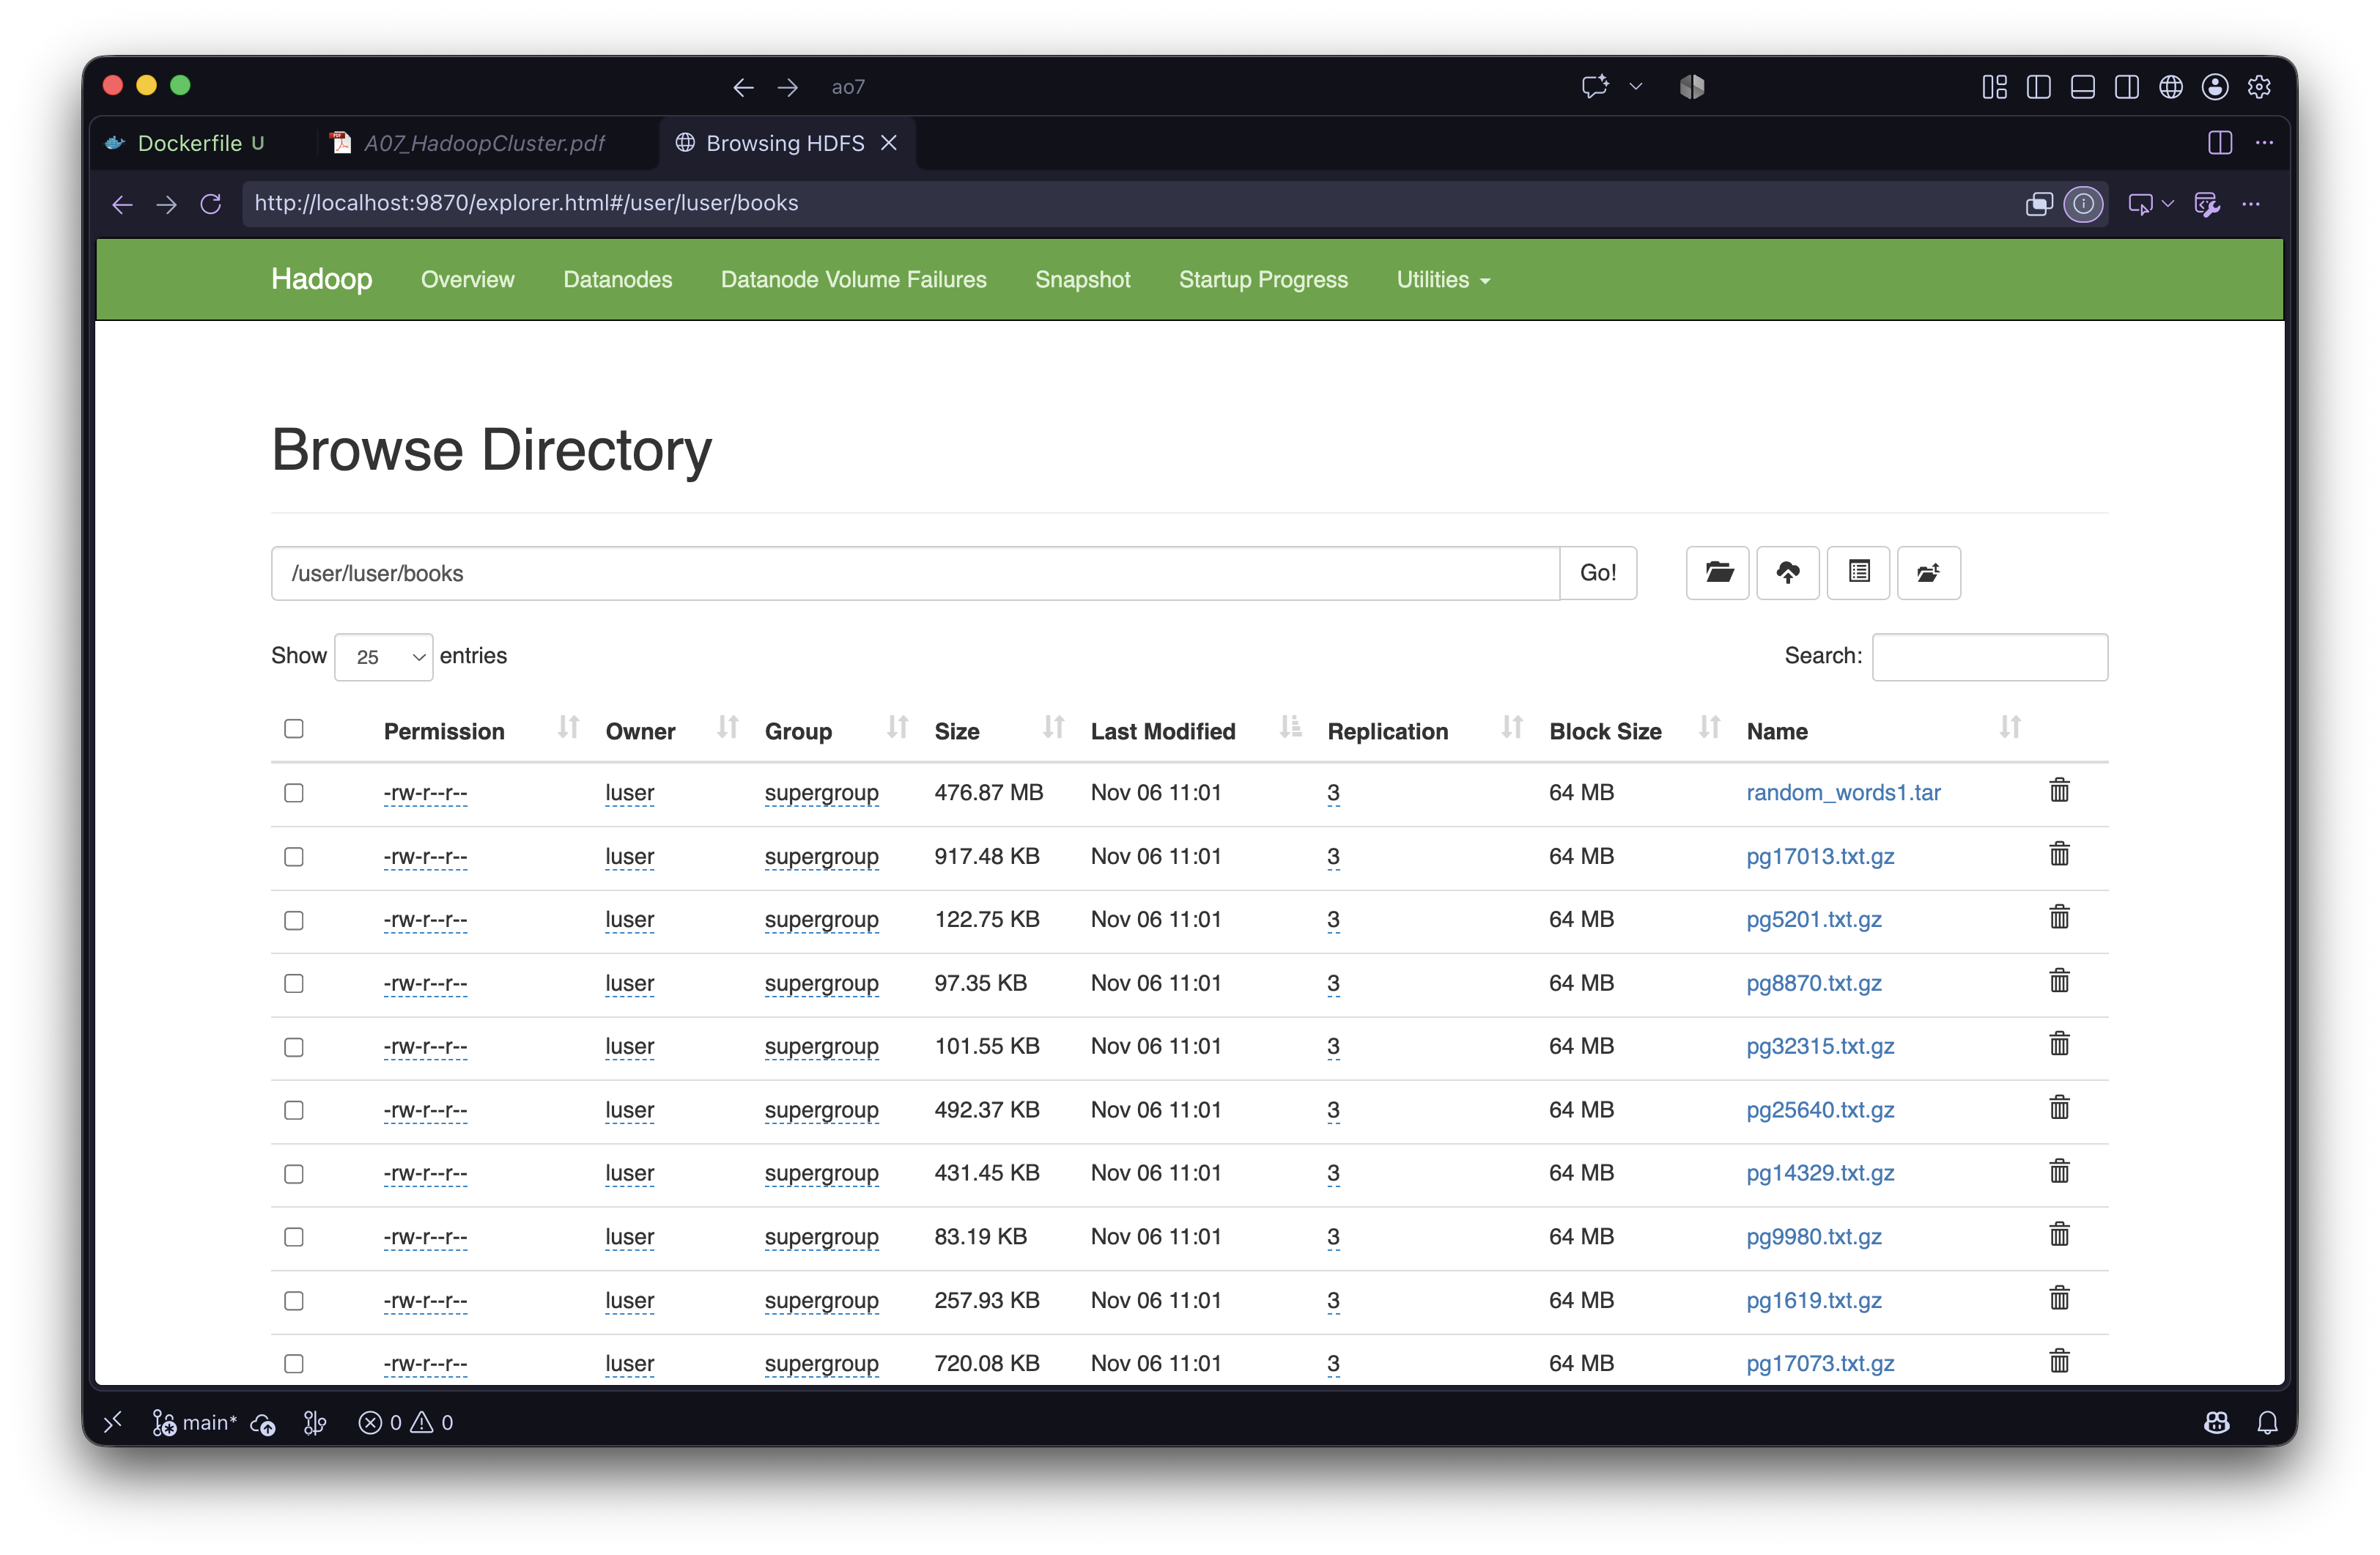 ao7
Dockerfile U
A07_HadoopCluster.pdf
Browsing HDFS
http://localhost:9870/explorer.html#/user/luser/books
Hadoop Overview Datanodes Datanode Volume Failures Snapshot Startup Progress Utilities
Browse Directory
/user/luser/books Go!
Show 25 entries Search:
Permission Owner Group Size Last Modified Replication Block Size Name
-rw-r--r-- luser supergroup 476.87 MB Nov 06 11:01 3 64 MB random_words1.tar
-rw-r--r-- luser supergroup 917.48 KB Nov 06 11:01 3 64 MB pg17013.txt.gz
-rw-r--r-- luser supergroup 122.75 KB Nov 06 11:01 3 64 MB pg5201.txt.gz
-rw-r--r-- luser supergroup 97.35 KB Nov 06 11:01 3 64 MB pg8870.txt.gz
-rw-r--r-- luser supergroup 101.55 KB Nov 06 11:01 3 64 MB pg32315.txt.gz
-rw-r--r-- luser supergroup 492.37 KB Nov 06 11:01 3 64 MB pg25640.txt.gz
-rw-r--r-- luser supergroup 431.45 KB Nov 06 11:01 3 64 MB pg14329.txt.gz
-rw-r--r-- luser supergroup 83.19 KB Nov 06 11:01 3 64 MB pg9980.txt.gz
-rw-r--r-- luser supergroup 257.93 KB Nov 06 11:01 3 64 MB pg1619.txt.gz
-rw-r--r-- luser supergroup 720.08 KB Nov 06 11:01 3 64 MB pg17073.txt.gz
main* 0 0